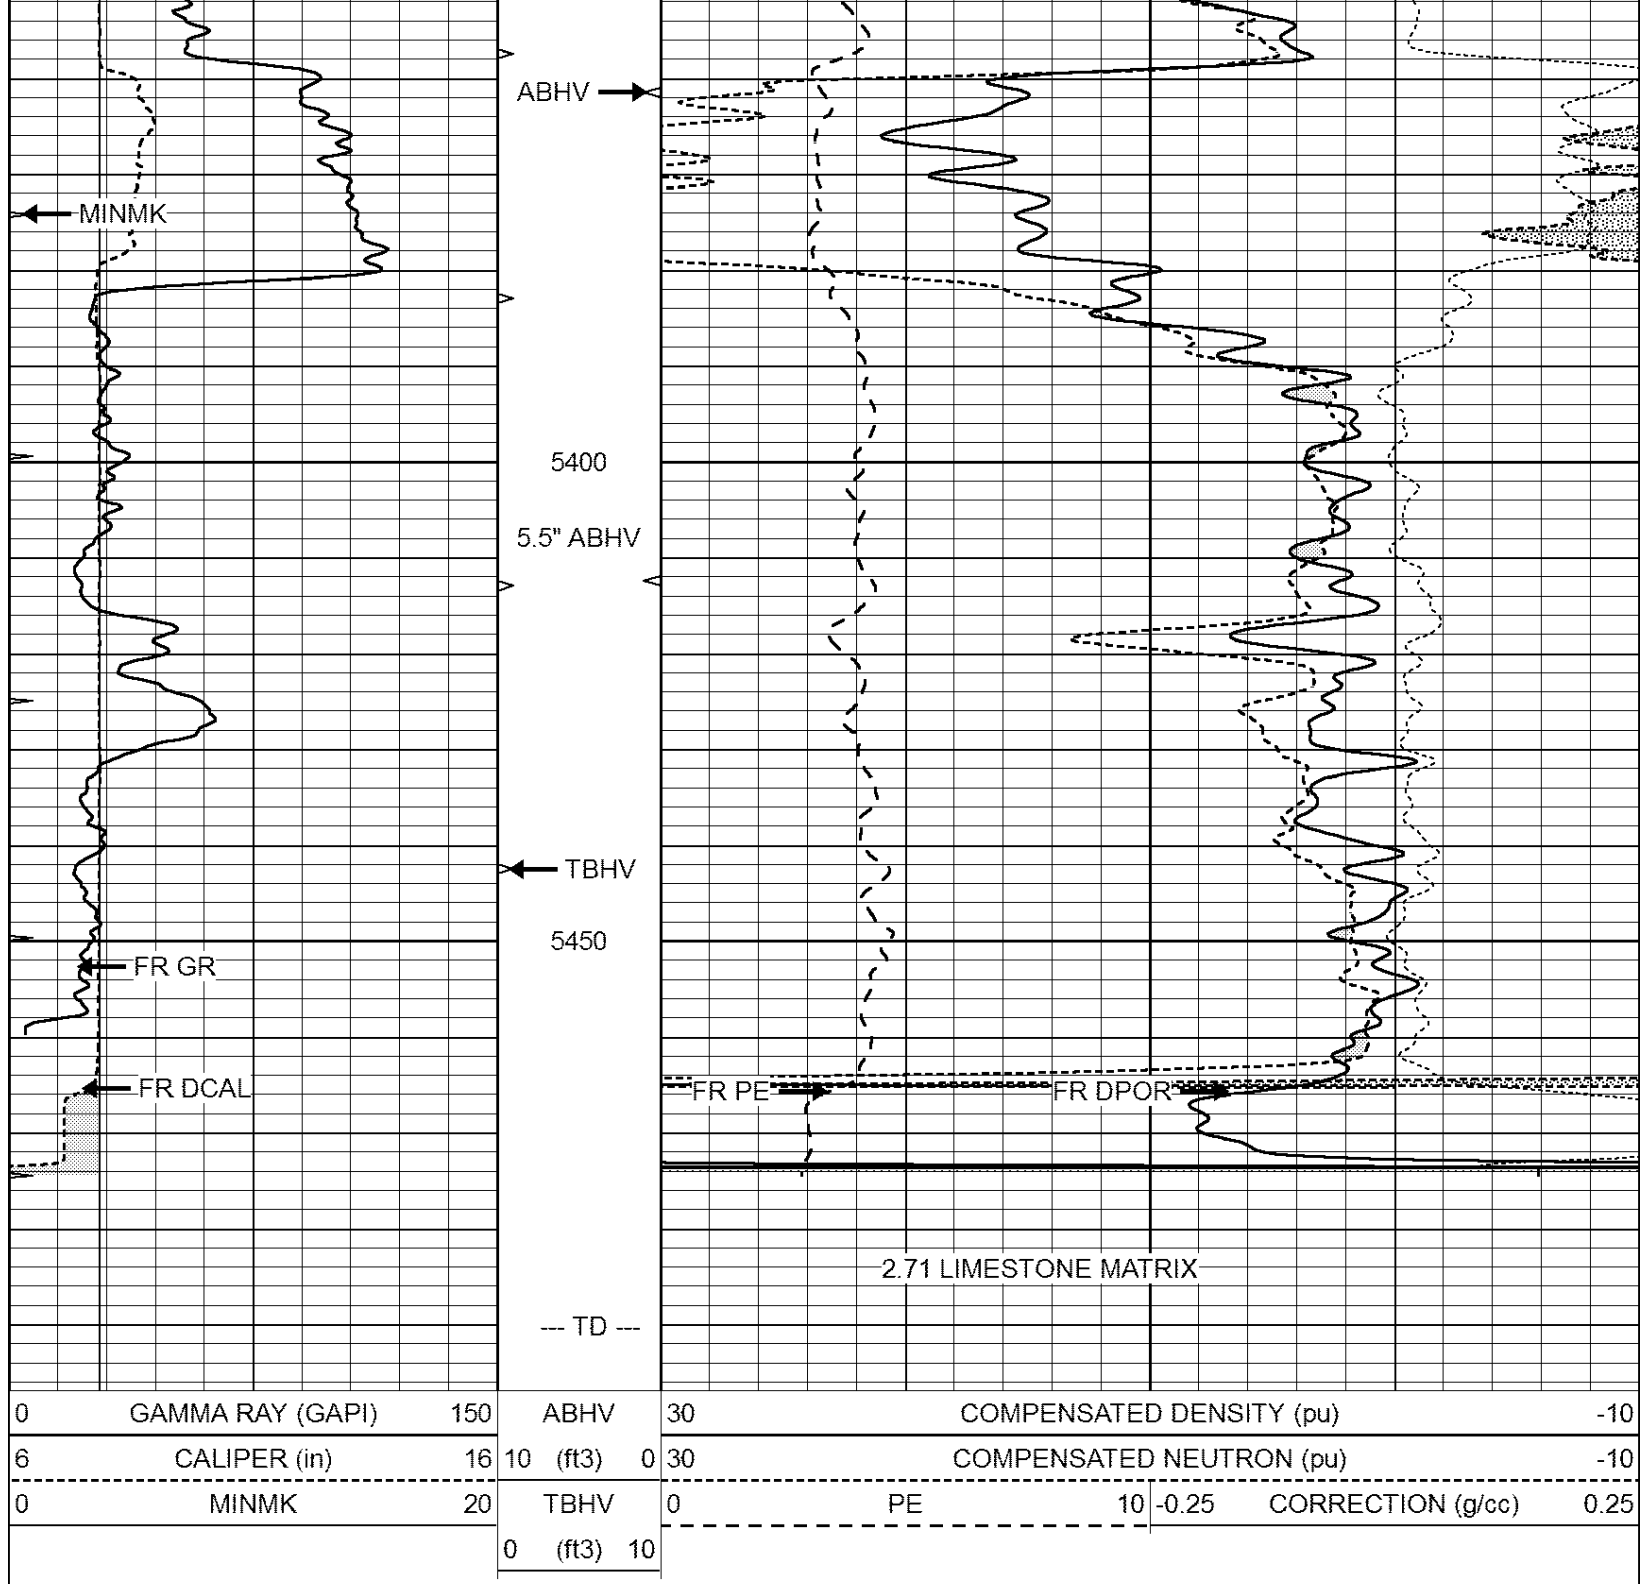 ABHV
MINMK
5400
5.5" ABHV
TBHV
5450
FR GR
FR DCAL
FR PE
FR DPOR
2.71 LIMESTONE MATRIX
--- TD ---
0 GAMMA RAY (GAPI) 150 ABHV 30 COMPENSATED DENSITY (pu) -10
6 CALIPER (in) 16 10 (ft3) 0 30 COMPENSATED NEUTRON (pu) -10
0 MINMK 20 TBHV 0 PE 10 -0.25 CORRECTION (g/cc) 0.25
0 (ft3) 10